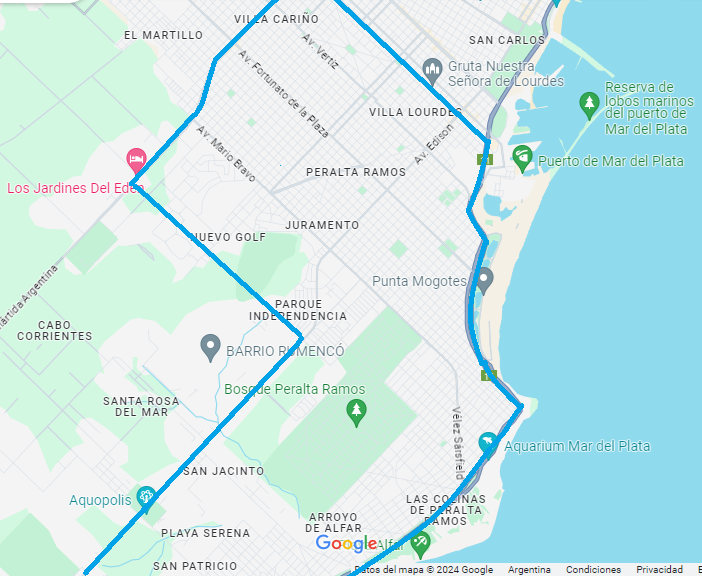 VILLA CARIÑO
EL MARTILLO
Av. Vertiz
SAN CARLOS
Gruta Nuestra
Señora de Lourdes
Av. Fortunato de la Plaza
Reserva de
lobos marinos
del puerto de
Mar del Plata
VILLA LOURDES
Av. Edison
Av. Mario Bravo
Puerto de Mar del Plata
PERALTA RAMOS
Los Jardines Del Edén
JURAMENTO
NUEVO GOLF
Punta Mogotes
ártida Argentina
PARQUE
INDEPENDENCIA
CABO
CORRIENTES
BARRIO RUMENCÓ
Bosque Peralta Ramos
SANTA ROSA
DEL MAR
Vélez Sársfield
Aquarium Mar del Plata
SAN JACINTO
Aquopolis
LAS COLINAS
DE PERALTA
RAMOS
ARROYO
DE ALFAR
PLAYA SERENA
Google
Alfar
SAN PATRICIO
Datos del mapa © 2024 Google Argentina Condiciones Privacidad